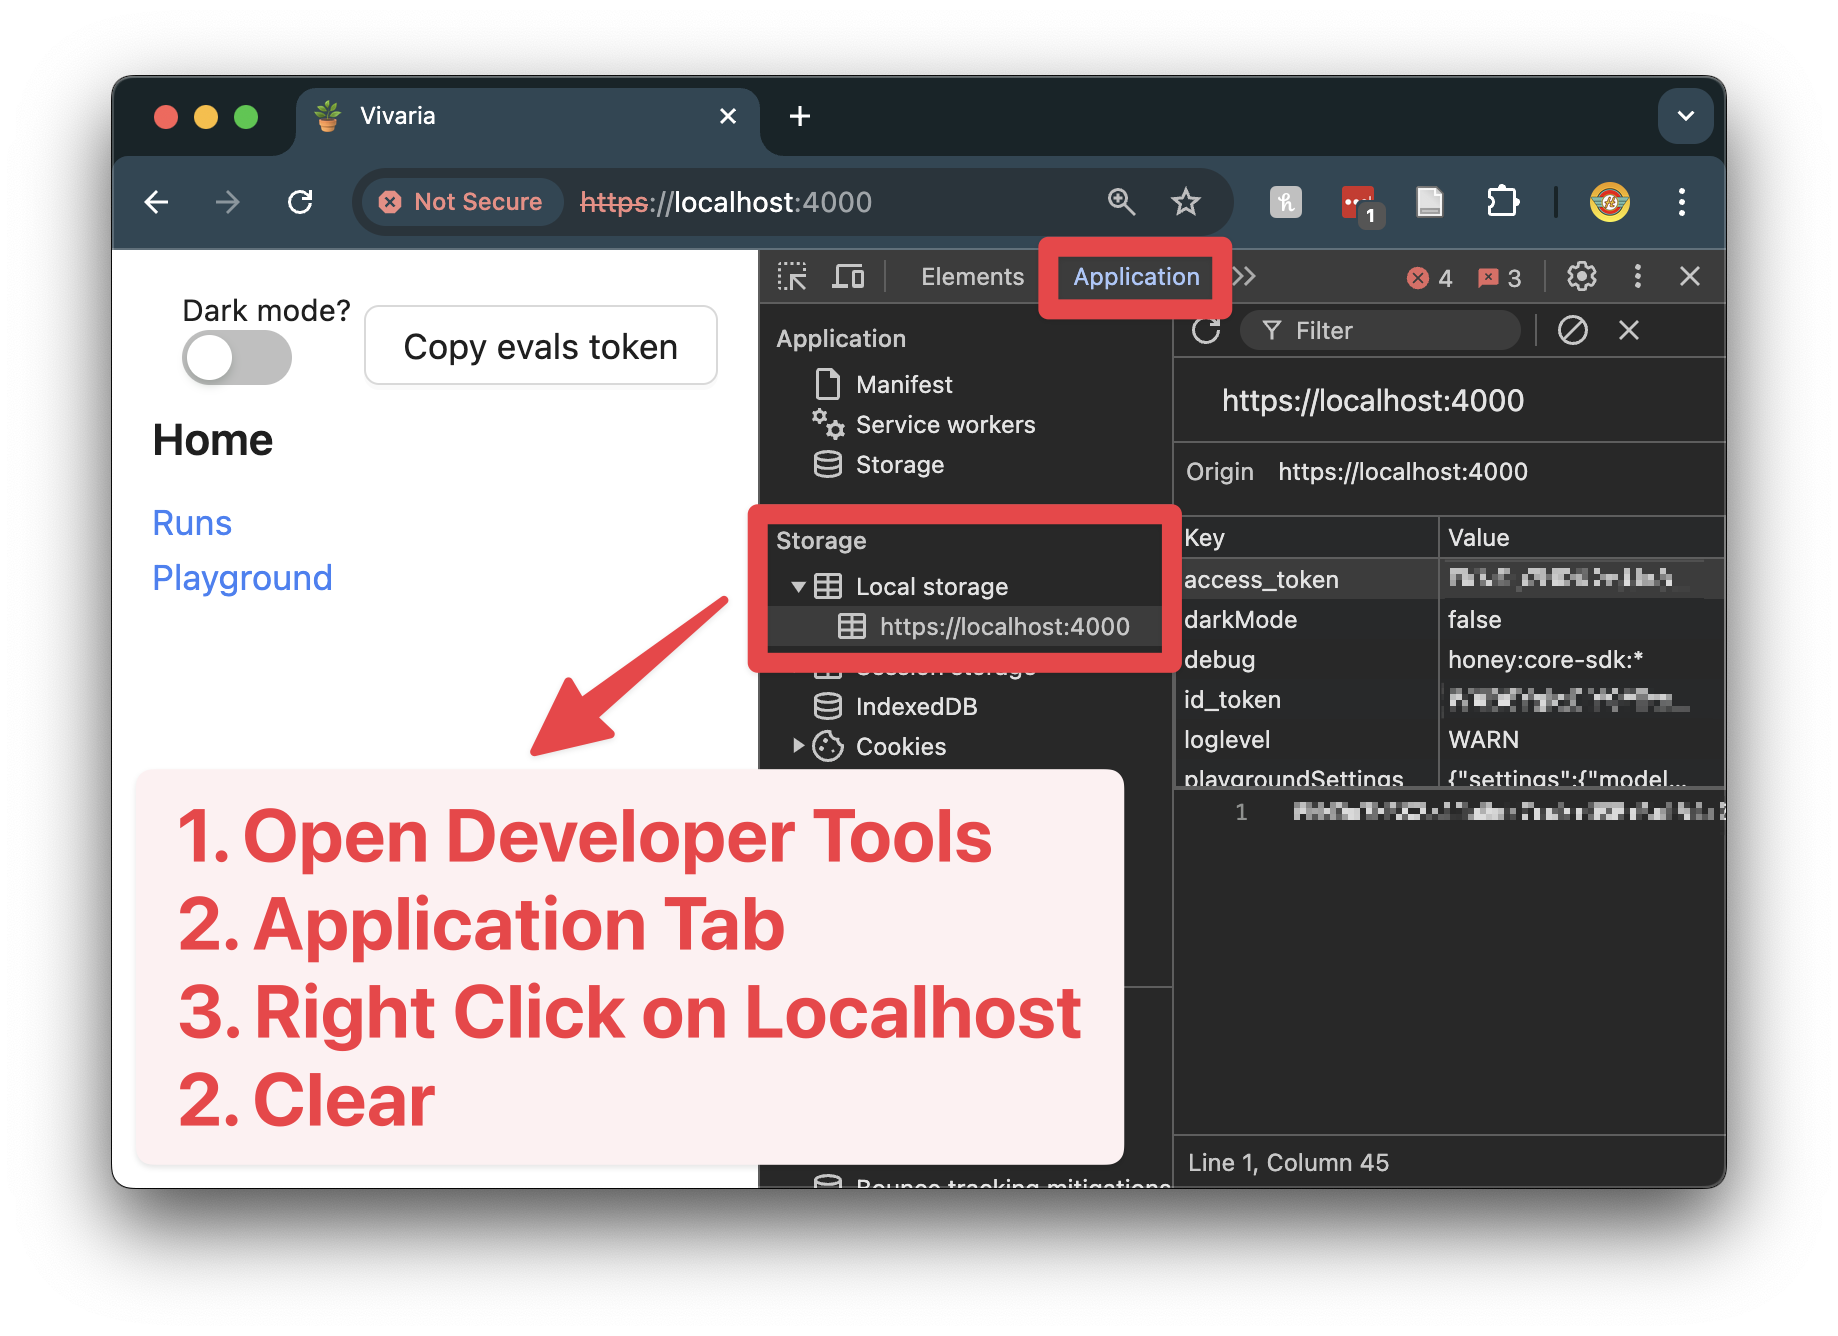 Vivaria
Not Secure
https://localhost:4000
1
Elements
Application
4
3
Dark mode?
Copy evals token
Home
Runs
Playground
Application
Manifest
Service workers
Storage
Storage
Local storage
https://localhost:4000
Session storage
IndexedDB
Cookies
Bounce tracking mitigations
Filter
https://localhost:4000
Origin https://localhost:4000
Key Value
access_token
darkMode false
debug honey:core-sdk:*
id_token
loglevel WARN
playgroundSettings {"settings":{"model...
1
Line 1, Column 45
1. Open Developer Tools
2. Application Tab
3. Right Click on Localhost
2. Clear